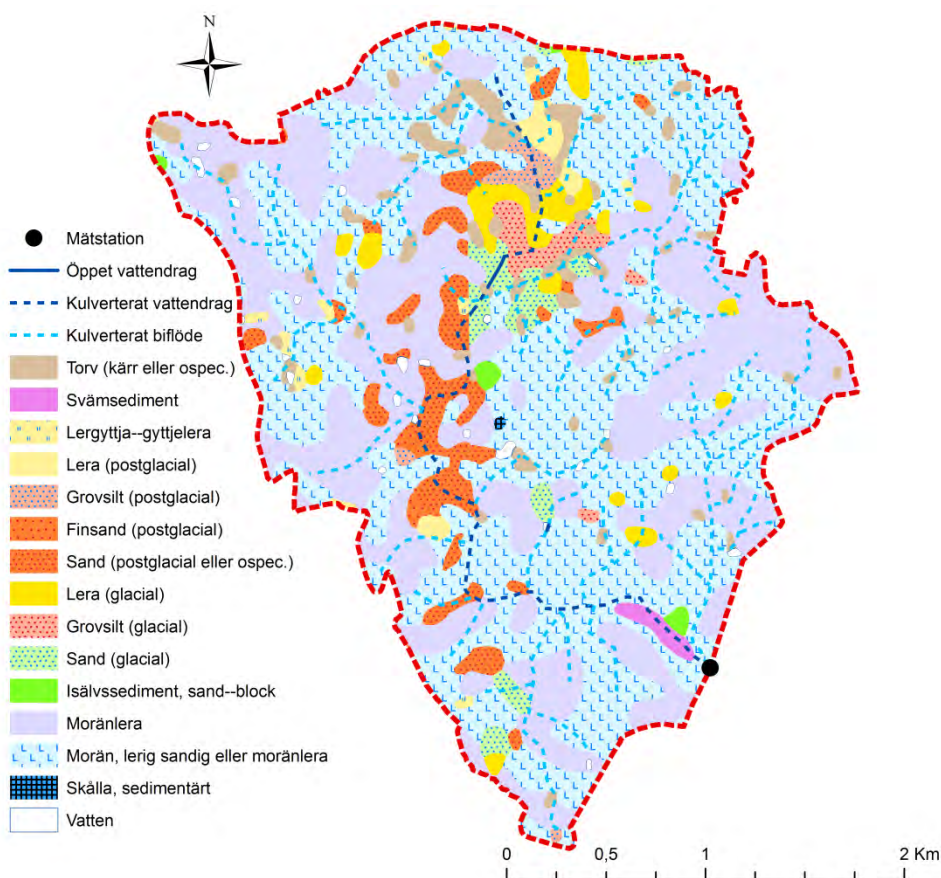 N
Mätstation
Öppet vattendrag
Kulverterat vattendrag
Kulverterat biflöde
Torv (kärr eller ospec.)
Svämsediment
Lergyttja--gyttjelera
Lera (postglacial)
Grovsilt (postglacial)
Finsand (postglacial)
Sand (postglacial eller ospec.)
Lera (glacial)
Grovsilt (glacial)
Sand (glacial)
Isälvssediment, sand--block
Moränlera
Morän, lerig sandig eller moränlera
Skålla, sedimentärt
Vatten
0 0,5 1 2 Km